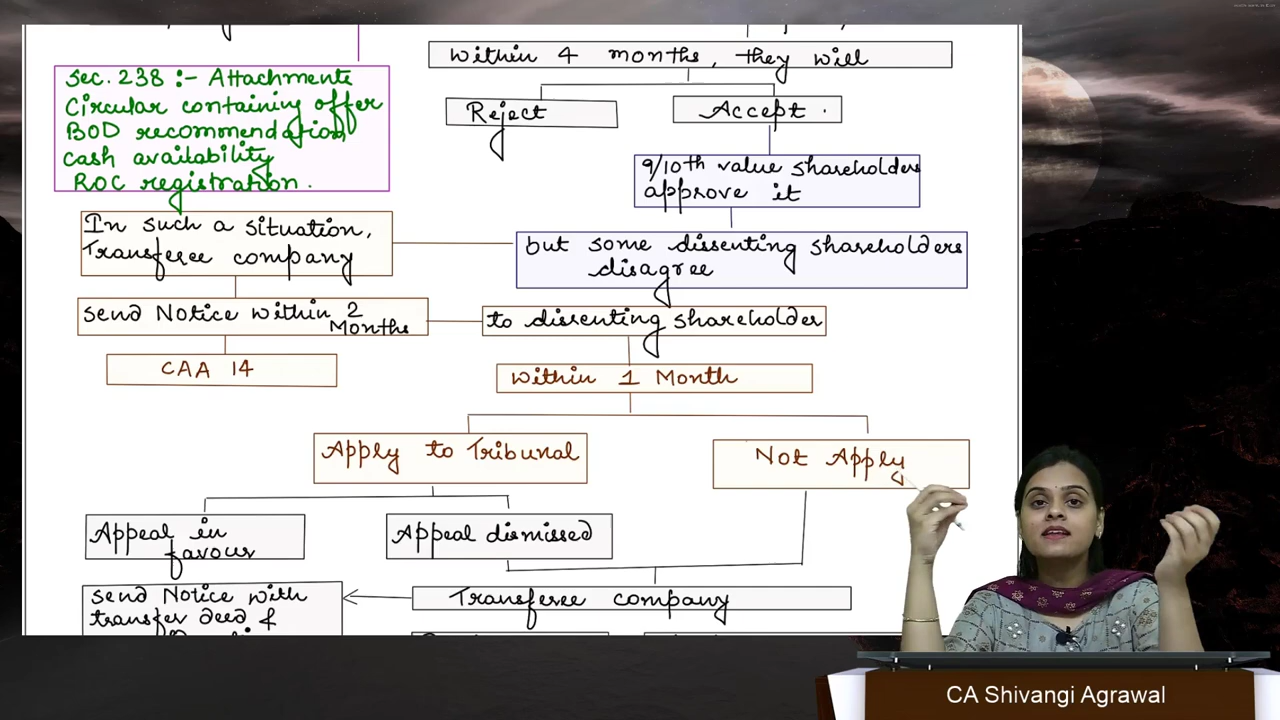 Within 4 months, they will
Sec. 238 :- Attachments
Circular containing offer
BOD recommendation,
Cash availability
ROC registration.
Reject
Accept.
9/10th value shareholders
approve it
In such a situation,
Transferee company
but some dissenting shareholders
disagree
send Notice within 2
Months
to dissenting shareholder
CAA 14
Within 1 Month
Apply to Tribunal
Not Apply
Appeal in
favour
Appeal dismissed
send Notice with
transfer deed &
Transferee company
CA Shivangi Agrawal